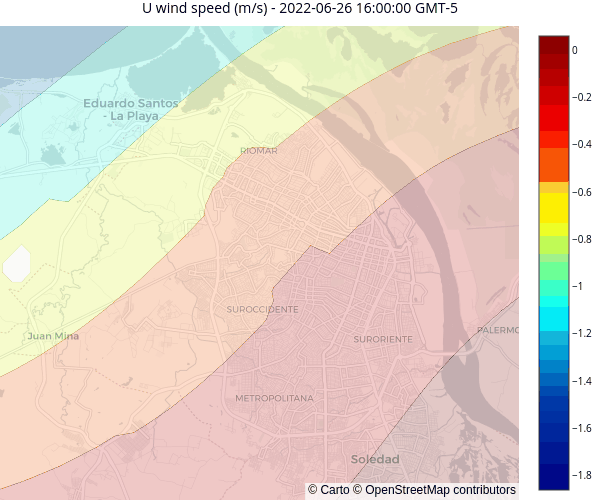 U wind speed (m/s) - 2022-06-26 16:00:00 GMT-5
0
−0.2
−0.4
−0.6
−0.8
−1
−1.2
−1.4
−1.6
−1.8
Eduardo Santos
- La Playa
RIOMAR
SUROCCIDENTE
Juan Mina
SURORIENTE
PALERMO
METROPOLITANA
Soledad
© Carto © OpenStreetMap contributors